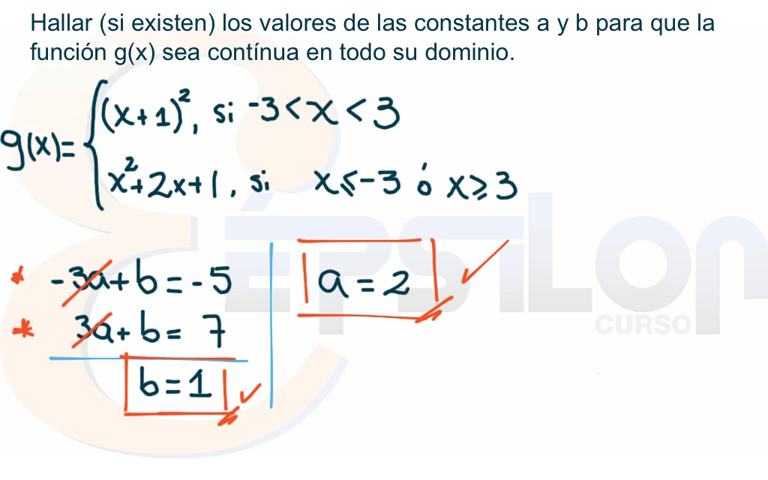 Hallar (si existen) los valores de las constantes a y b para que la
función g(x) sea contínua en todo su dominio.
g(x)= { (x+1)², si -3<x<3
x²+2x+1, si x≤-3 ó x≥3
* -3a+b=-5
a=2 ✓
* 3a+b=7
b=1 ✓
ÉPSILON
CURSO